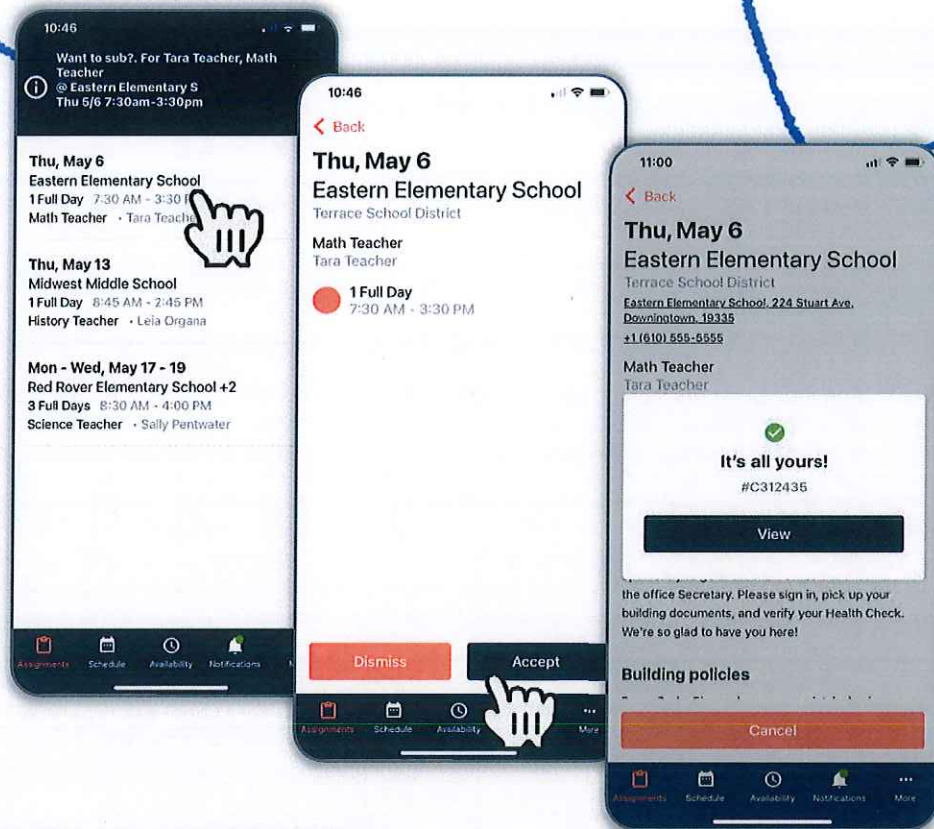 10:46
Want to sub?. For Tara Teacher, Math
Teacher
@ Eastern Elementary S
Thu 5/6 7:30am-3:30pm
Thu, May 6
Eastern Elementary School
1 Full Day 7:30 AM - 3:30
Math Teacher · Tara Teache
Thu, May 13
Midwest Middle School
1 Full Day 8:45 AM - 2:45 PM
History Teacher · Leia Organa
Mon - Wed, May 17 - 19
Red Rover Elementary School +2
3 Full Days 8:30 AM - 4:00 PM
Science Teacher · Sally Pentwater
Assignments Schedule Availability Notifications
10:46
Back
Thu, May 6
Eastern Elementary School
Terrace School District
Math Teacher
Tara Teacher
1 Full Day
7:30 AM - 3:30 PM
Dismiss Accept
Assignments Schedule Availability More
11:00
Back
Thu, May 6
Eastern Elementary School
Terrace School District
Eastern Elementary School, 224 Stuart Ave,
Downingtown, 19335
+1 (610) 555-5555
Math Teacher
Tara Teacher
It's all yours!
#C312435
View
the office Secretary. Please sign in, pick up your
building documents, and verify your Health Check.
We're so glad to have you here!
Building policies
Cancel
Assignments Schedule Availability Notifications More